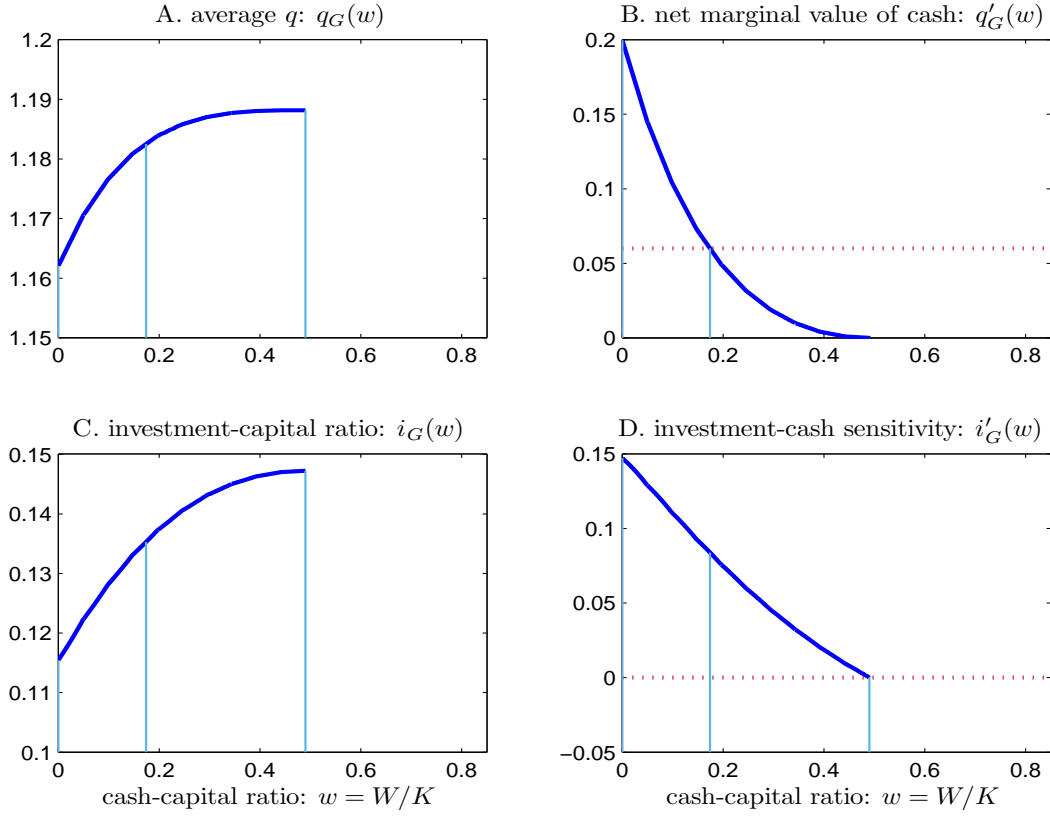 A. average q: q_G(w)
1.2
1.19
1.18
1.17
1.16
1.15
0 0.2 0.4 0.6 0.8
B. net marginal value of cash: q′_G(w)
0.2
0.15
0.1
0.05
0
0 0.2 0.4 0.6 0.8
C. investment-capital ratio: i_G(w)
0.15
0.14
0.13
0.12
0.11
0.1
0 0.2 0.4 0.6 0.8
cash-capital ratio: w = W/K
D. investment-cash sensitivity: i′_G(w)
0.15
0.1
0.05
0
−0.05
0 0.2 0.4 0.6 0.8
cash-capital ratio: w = W/K